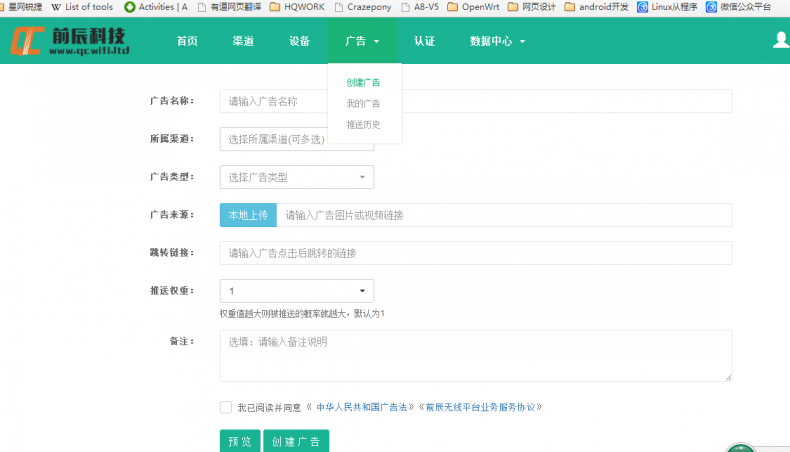 星网锐捷 List of tools Activities | A 有道网页翻译 HQWORK Crazepony A8-V5 OpenWrt 网页设计 android开发 Linux从程序 微信公众平台
QC 前辰科技 首页 渠道 设备 广告 认证 数据中心
www.qcwifi.ltd
创建广告
我的广告
推送历史
广告名称： 请输入广告名称
所属渠道： 选择所属渠道(可多选)
广告类型： 选择广告类型
广告来源： 本地上传 请输入广告图片或视频链接
跳转链接： 请输入广告点击后跳转的链接
推送权重： 1
权重值越大则被推送的概率就越大，默认为1
备注： 选填：请输入备注说明
我已阅读并同意 《 中华人民共和国广告法》《前辰无线平台业务服务协议》
预 览 创 建 广 告